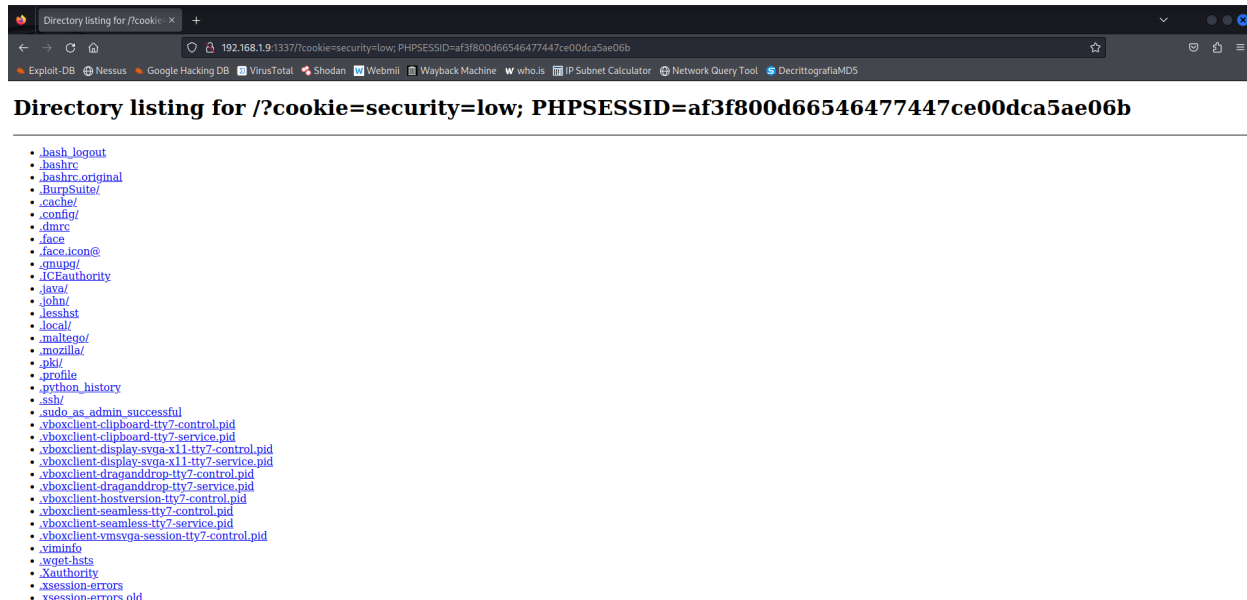 Directory listing for /?cookie=
192.168.1.9:1337/?cookie=security=low; PHPSESSID=af3f800d66546477447ce00dca5ae06b
Exploit-DB Nessus Google Hacking DB VirusTotal Shodan Webmii Wayback Machine who.is IP Subnet Calculator Network Query Tool DecrittografiaMD5
Directory listing for /?cookie=security=low; PHPSESSID=af3f800d66546477447ce00dca5ae06b
.bash_logout
.bashrc
.bashrc.original
.BurpSuite/
.cache/
.config/
.dmrc
.face
.face.icon@
.gnupg/
.ICEauthority
.java/
.john/
.lesshst
.local/
.maltego/
.mozilla/
.pki/
.profile
.python_history
.ssh/
.sudo_as_admin_successful
.vboxclient-clipboard-tty7-control.pid
.vboxclient-clipboard-tty7-service.pid
.vboxclient-display-svga-x11-tty7-control.pid
.vboxclient-display-svga-x11-tty7-service.pid
.vboxclient-draganddrop-tty7-control.pid
.vboxclient-draganddrop-tty7-service.pid
.vboxclient-hostversion-tty7-control.pid
.vboxclient-seamless-tty7-control.pid
.vboxclient-seamless-tty7-service.pid
.vboxclient-vmsvga-session-tty7-control.pid
.viminfo
.wget-hsts
.Xauthority
.xsession-errors
.xsession-errors.old